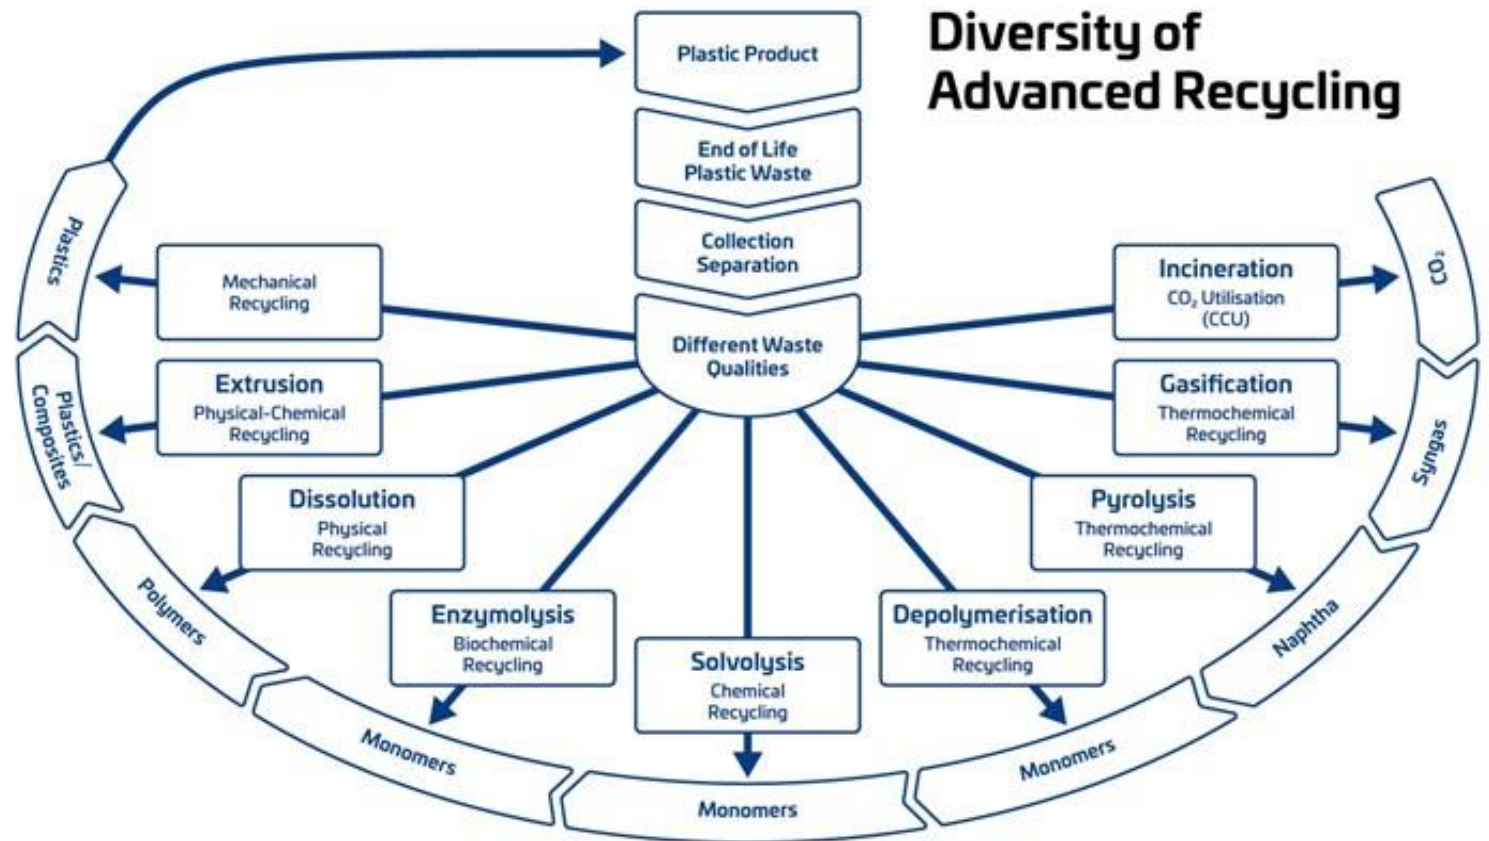 Diversity of
Advanced Recycling
Plastic Product
End of Life
Plastic Waste
Collection
Separation
Different Waste
Qualities
Mechanical
Recycling
Extrusion
Physical-Chemical
Recycling
Dissolution
Physical
Recycling
Enzymolysis
Biochemical
Recycling
Solvolysis
Chemical
Recycling
Depolymerisation
Thermochemical
Recycling
Pyrolysis
Thermochemical
Recycling
Gasification
Thermochemical
Recycling
Incineration
CO₂ Utilisation
(CCU)
Plastics
Plastics/
Composites
Polymers
Monomers
Monomers
Monomers
Naphtha
Syngas
CO₂